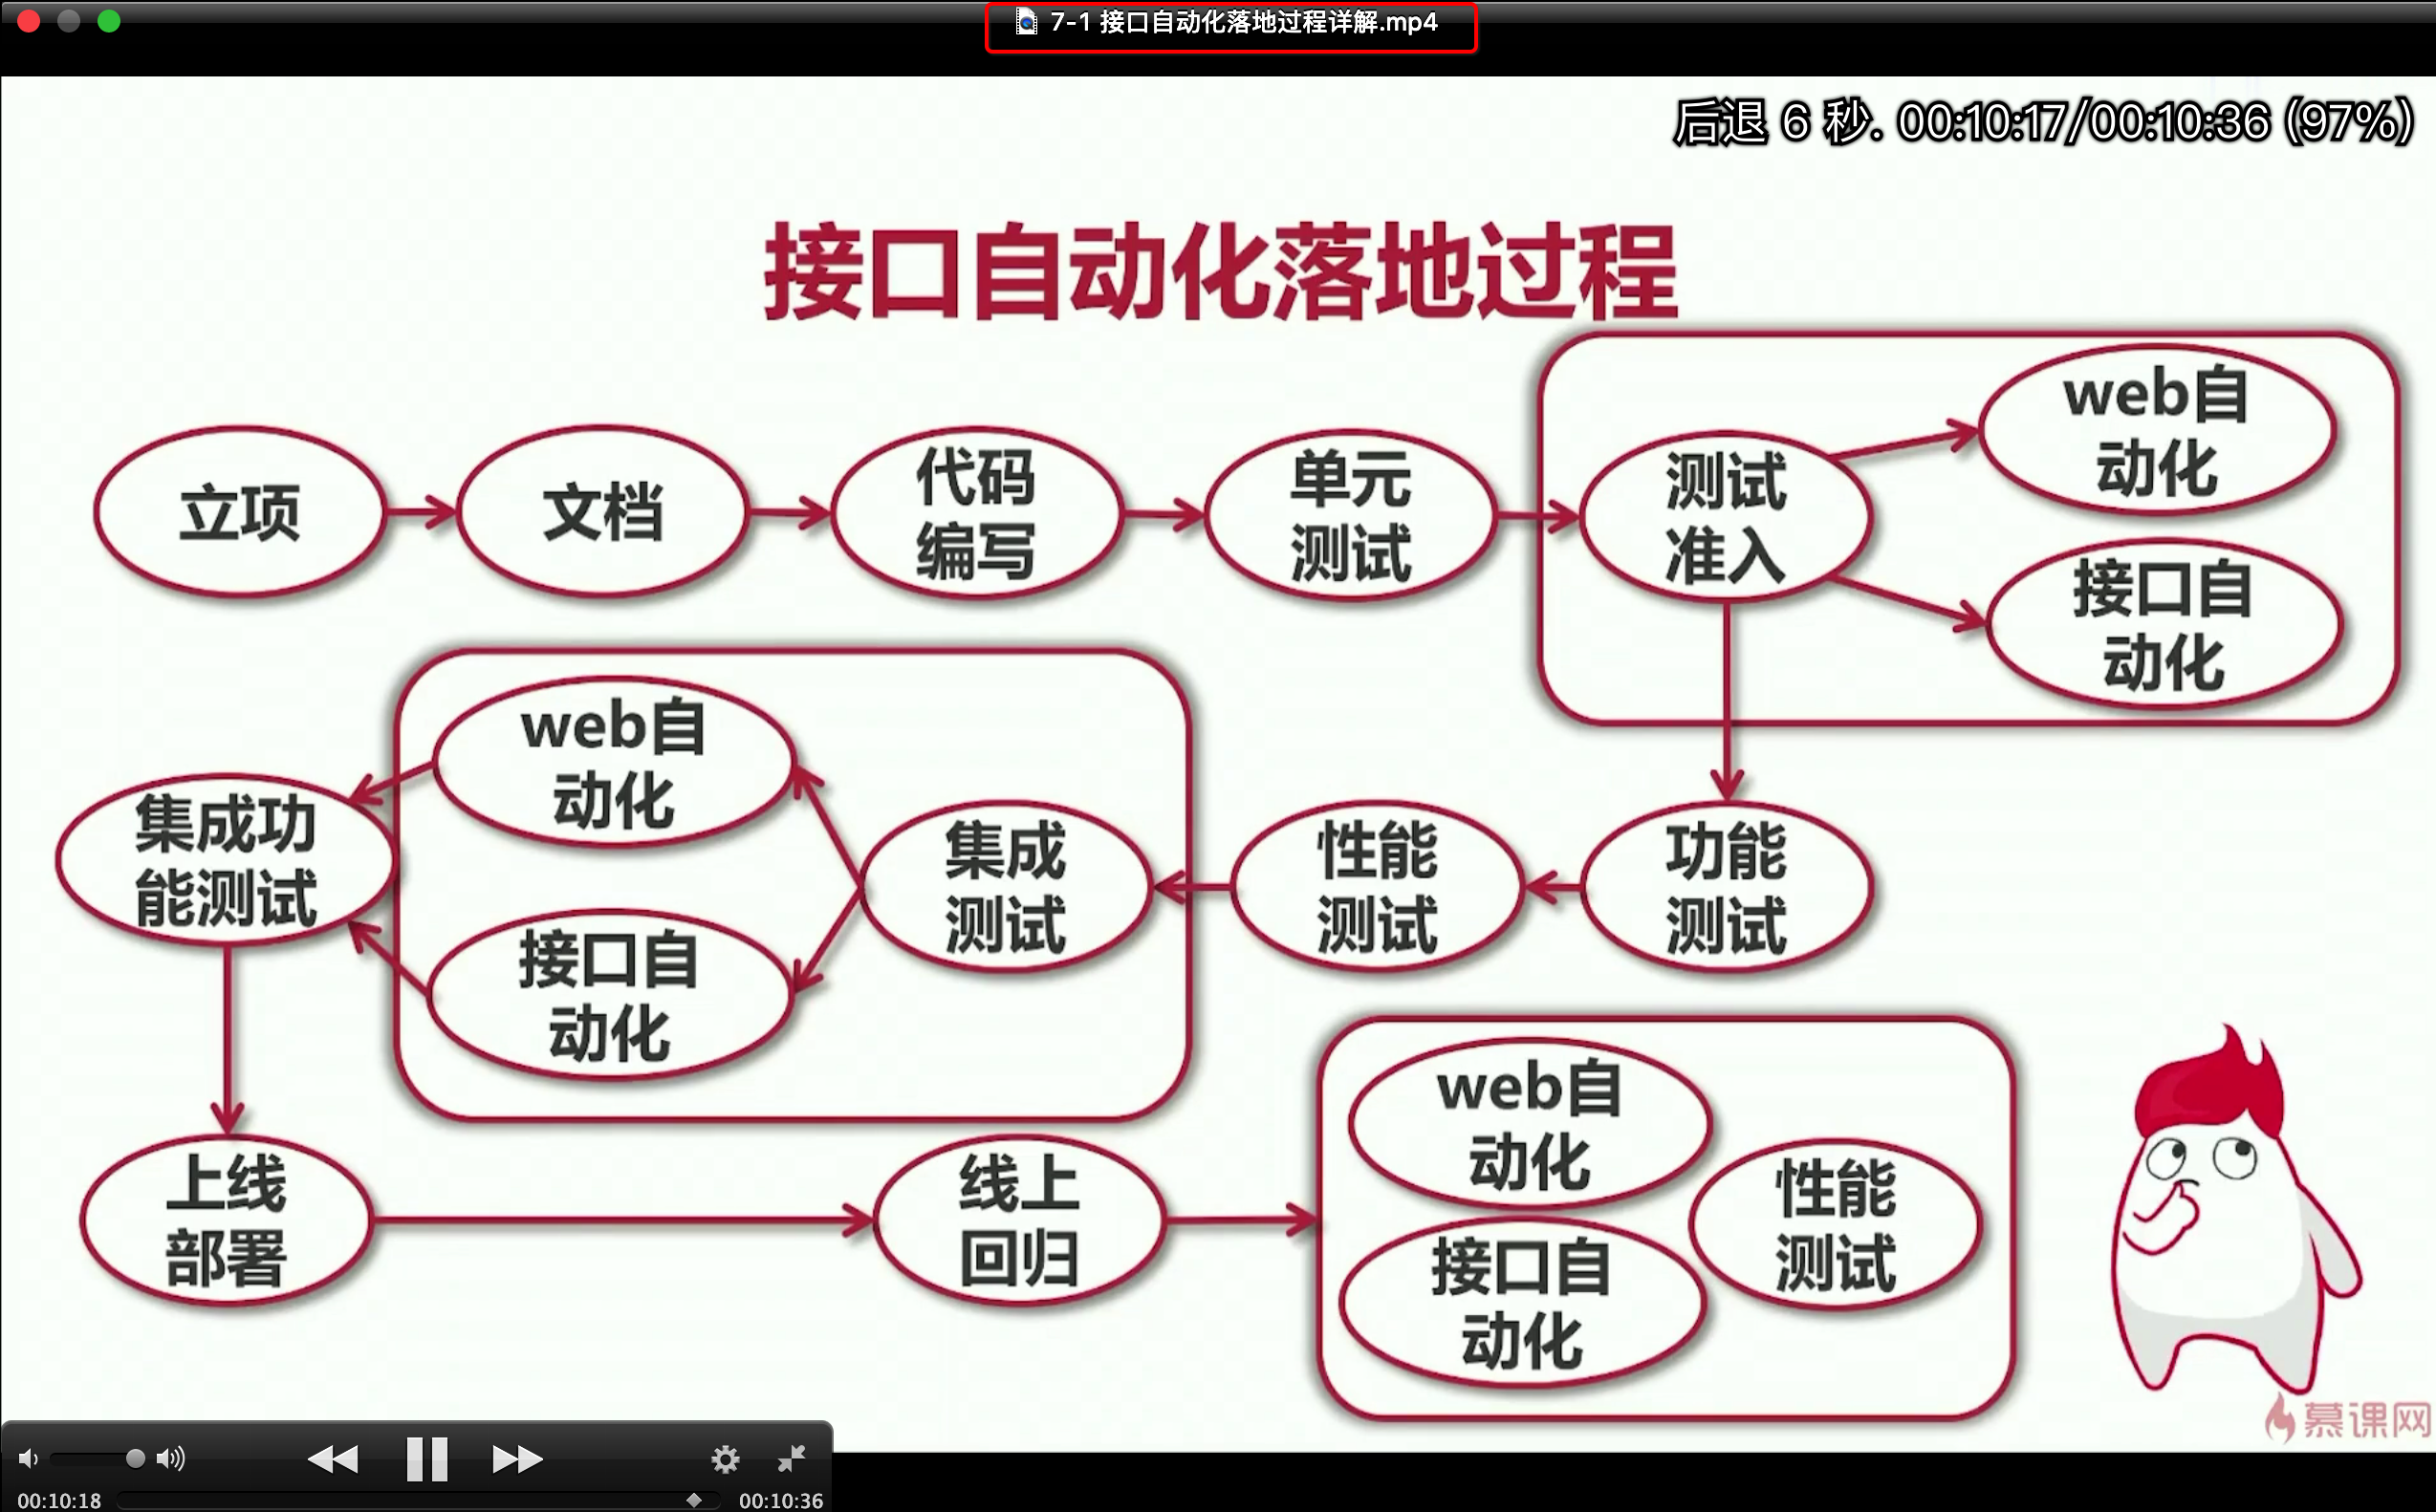 7-1 接口自动化落地过程详解.mp4
后退 6 秒. 00:10:17/00:10:36 (97%)
接口自动化落地过程
立项
文档
代码
编写
单元
测试
测试
准入
web自
动化
接口自
动化
web自
动化
接口自
动化
集成功
能测试
集成
测试
性能
测试
功能
测试
上线
部署
线上
回归
web自
动化
接口自
动化
性能
测试
慕课网
00:10:18
00:10:36